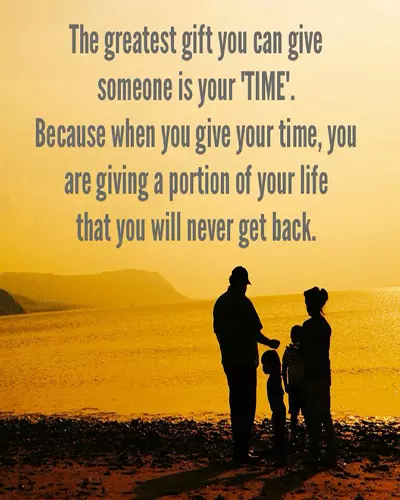 The greatest gift you can give
someone is your 'TIME'.
Because when you give your time, you
are giving a portion of your life
that you will never get back.